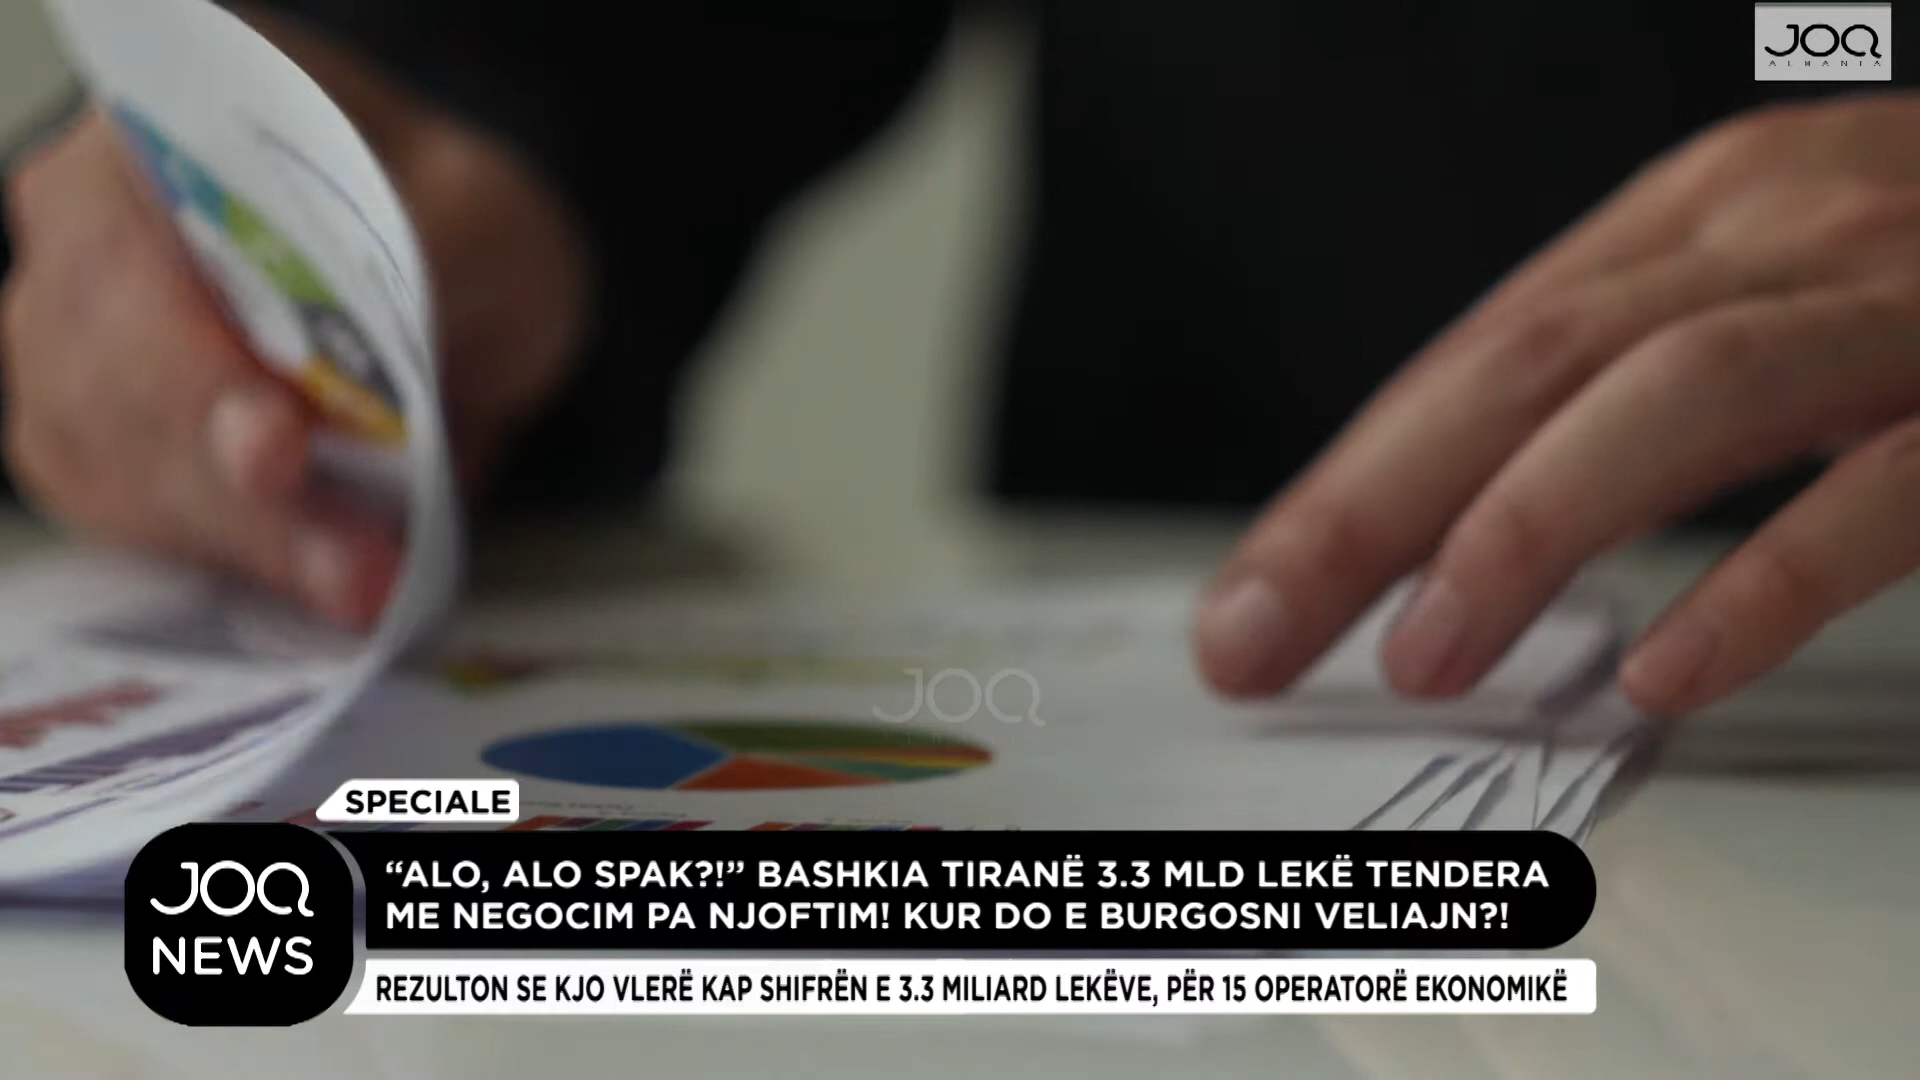 JOQ
ALBANIA
JOQ
SPECIALE
“ALO, ALO SPAK?!” BASHKIA TIRANË 3.3 MLD LEKË TENDERA
ME NEGOCIM PA NJOFTIM! KUR DO E BURGOSNI VELIAJN?!
JOQ
NEWS
REZULTON SE KJO VLERË KAP SHIFRËN E 3.3 MILIARD LEKËVE, PËR 15 OPERATORË EKONOMIKË